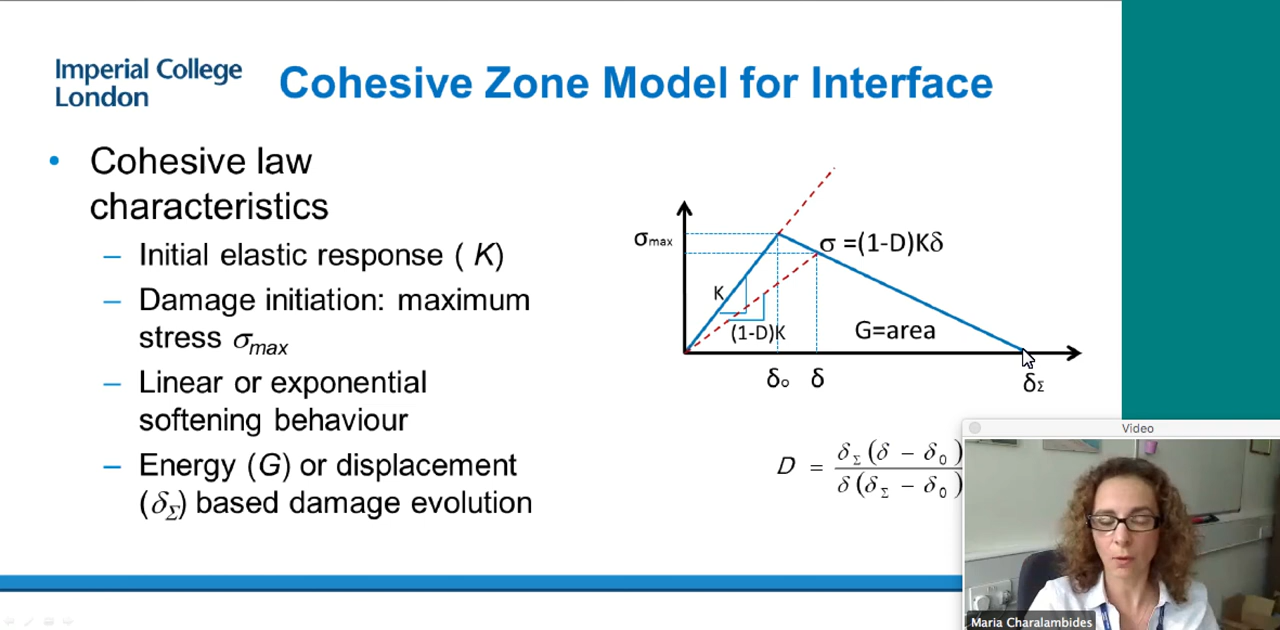 Imperial College
London
Cohesive Zone Model for Interface
• Cohesive law
characteristics
– Initial elastic response ( K)
– Damage initiation: maximum
stress σmax
– Linear or exponential
softening behaviour
– Energy (G) or displacement
(δΣ) based damage evolution
σmax
σ =(1-D)Kδ
K
(1-D)K
G=area
δo δ δΣ
D = δΣ (δ − δ0) / δ (δΣ − δ0)
Video
Maria Charalambides